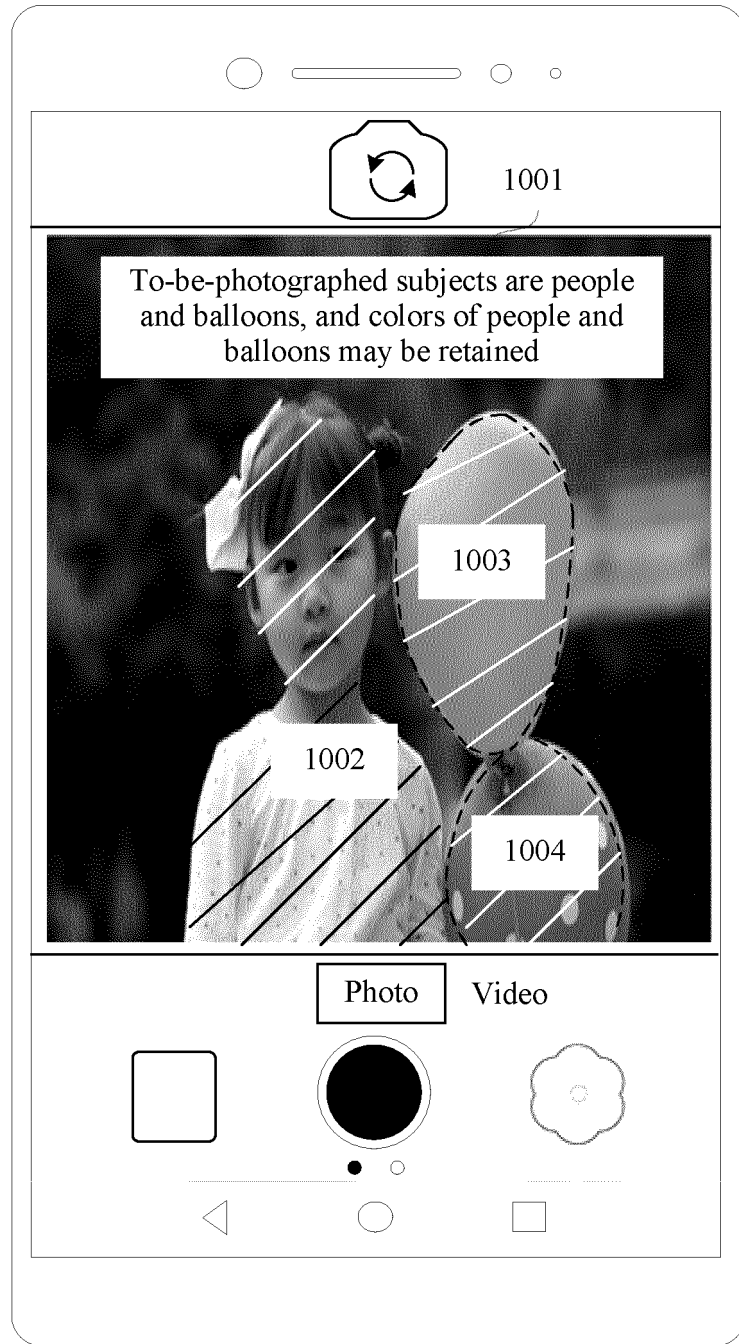 1001
To-be-photographed subjects are people
and balloons, and colors of people and
balloons may be retained
1003
1002
1004
Photo Video